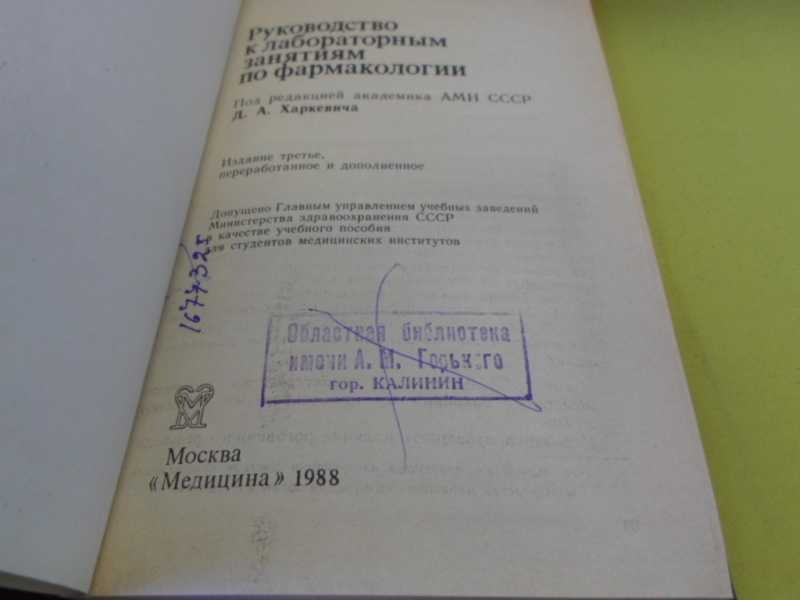 Руководство
к лабораторным
занятиям
по фармакологии
Под редакцией академика АМН СССР
Д. А. Харкевича
Издание третье,
переработанное и дополненное
Допущено Главным управлением учебных заведений
Министерства здравоохранения СССР
в качестве учебного пособия
для студентов медицинских институтов
1677325
Областная библиотека
имени А. М. Горького
гор. КАЛИНИН
Москва
«Медицина» 1988